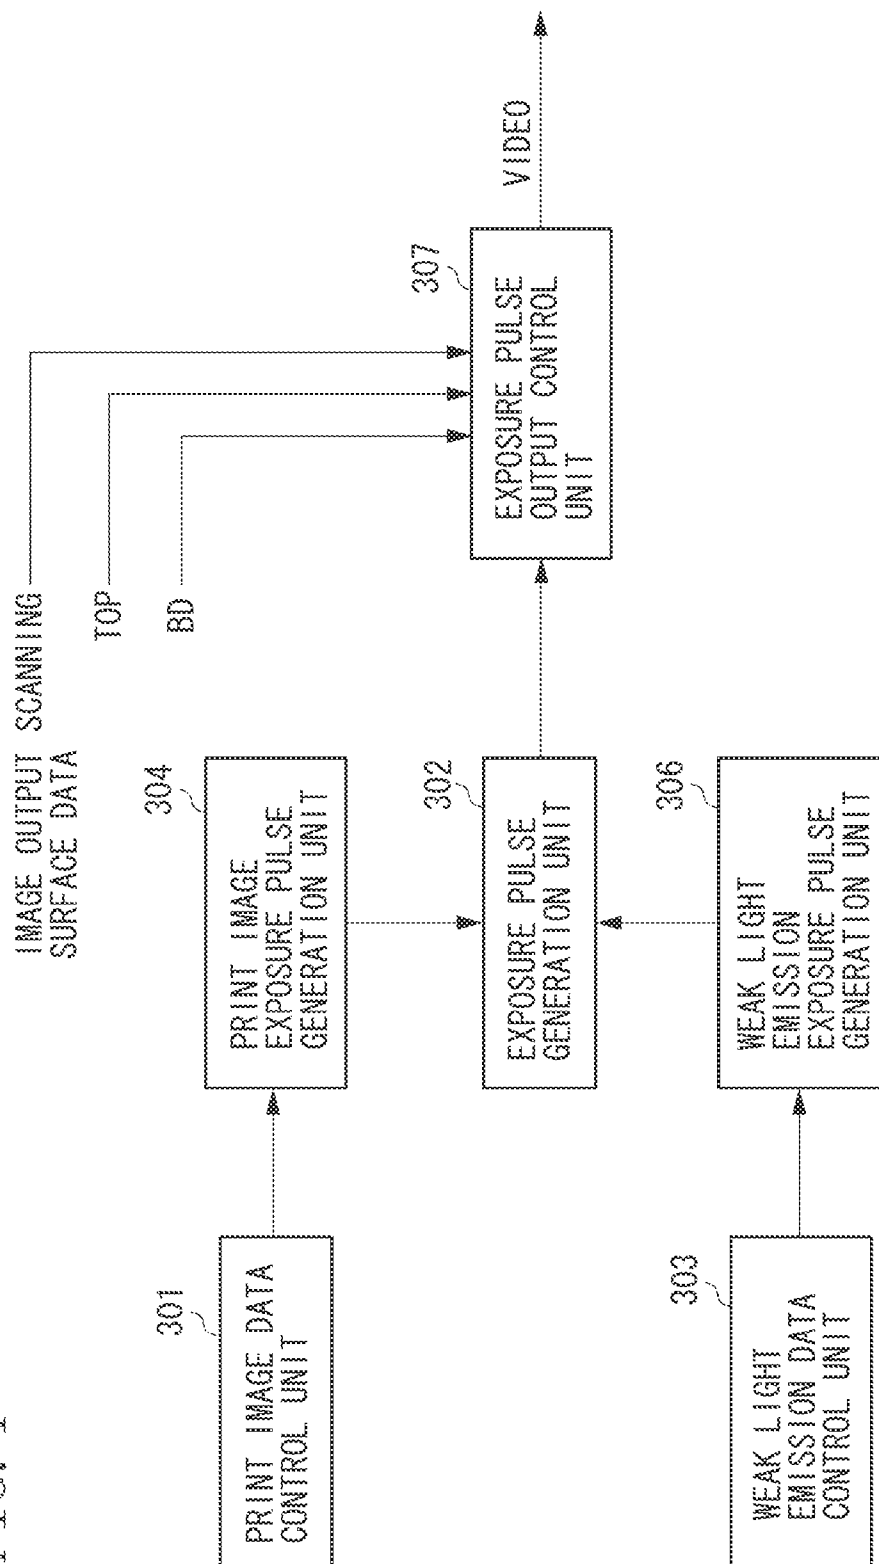 IMAGE OUTPUT SCANNING
SURFACE DATA
TOP
BD
301
PRINT IMAGE DATA
CONTROL UNIT
304
PRINT IMAGE
EXPOSURE PULSE
GENERATION UNIT
302
EXPOSURE PULSE
GENERATION UNIT
307
EXPOSURE PULSE
OUTPUT CONTROL
UNIT
VIDEO
303
WEAK LIGHT
EMISSION DATA
CONTROL UNIT
306
WEAK LIGHT
EMISSION
EXPOSURE PULSE
GENERATION UNIT